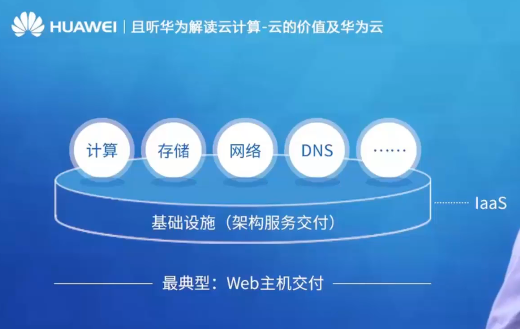 HUAWEI | 且听华为解读云计算-云的价值及华为云
计算 存储 网络 DNS ……
IaaS
基础设施（架构服务交付）
最典型：Web主机交付